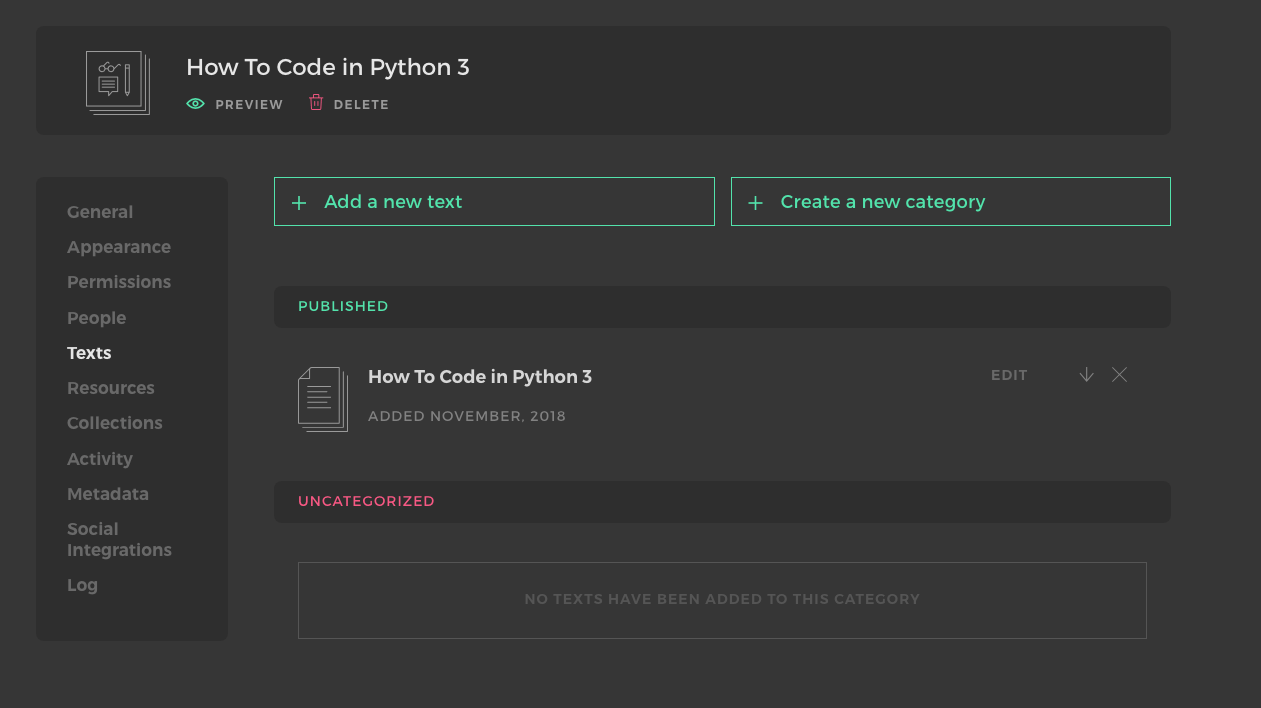 How To Code in Python 3
PREVIEW DELETE
General
Appearance
Permissions
People
Texts
Resources
Collections
Activity
Metadata
Social
Integrations
Log
+ Add a new text
+ Create a new category
PUBLISHED
How To Code in Python 3
EDIT
ADDED NOVEMBER, 2018
UNCATEGORIZED
NO TEXTS HAVE BEEN ADDED TO THIS CATEGORY